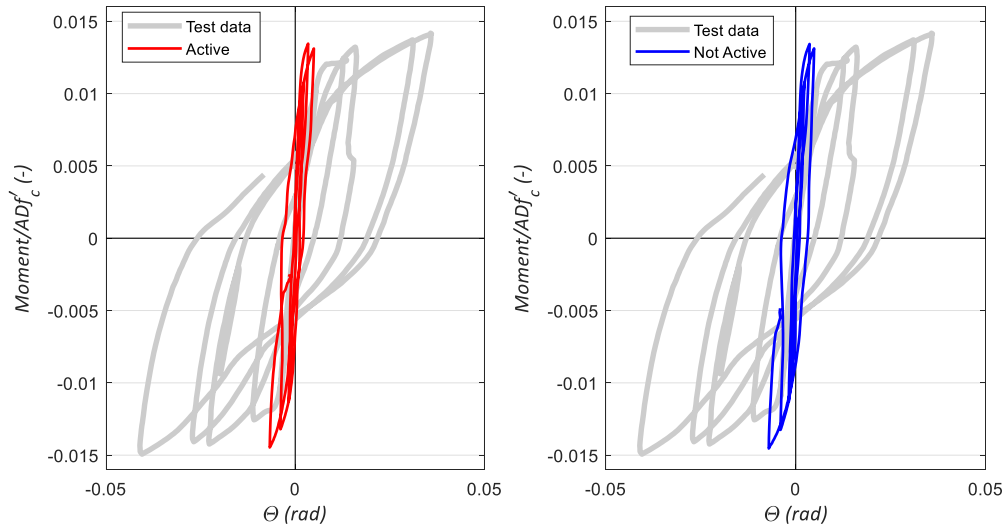 Test data
Active
0.015
0.01
0.005
0
-0.005
-0.01
-0.015
-0.05
0
0.05
Moment/ADf'c (-)
Θ (rad)
Test data
Not Active
0.015
0.01
0.005
0
-0.005
-0.01
-0.015
-0.05
0
0.05
Moment/ADf'c (-)
Θ (rad)